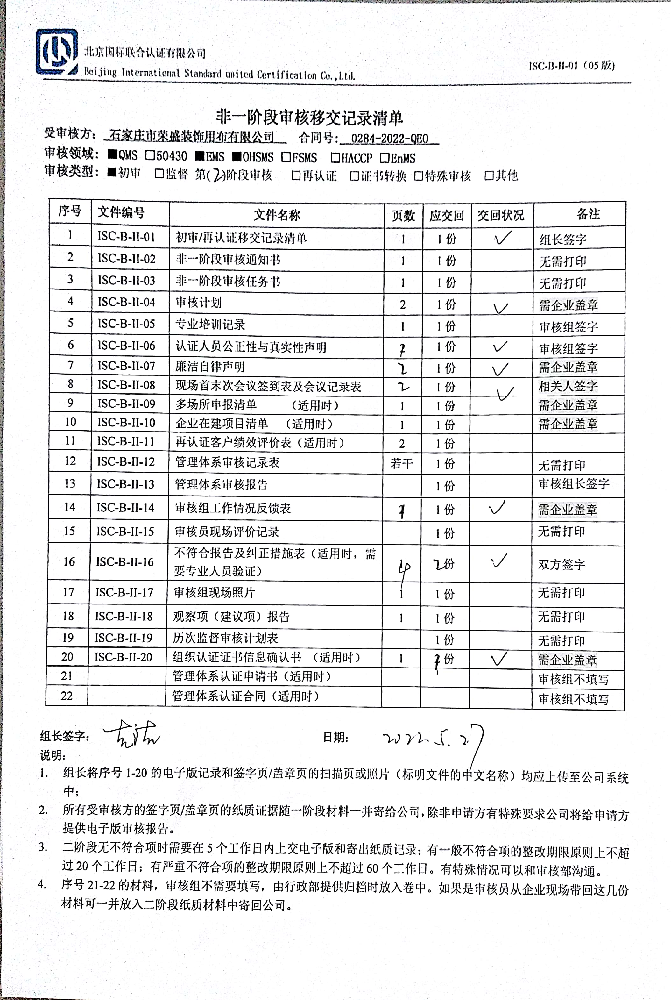 北京国标联合认证有限公司
Beijing International Standard united Certification Co.,Ltd.
ISC-B-II-01（05 版）
非一阶段审核移交记录清单
受审核方： 石家庄市荣盛装饰用布有限公司 合同号： 0284-2022-QEO
审核领域：■QMS □50430 ■EMS ■OHSMS □FSMS □HACCP □EnMS
审核类型：■初审 □监督 第(2)阶段审核 □再认证 □证书转换 □特殊审核 □其他
序号 文件编号 文件名称 页数 应交回 交回状况 备注
1 ISC-B-II-01 初审/再认证移交记录清单 1 1 份 ✓ 组长签字
2 ISC-B-II-02 非一阶段审核通知书 1 1 份 无需打印
3 ISC-B-II-03 非一阶段审核任务书 1 1 份 无需打印
4 ISC-B-II-04 审核计划 2 1 份 ✓ 需企业盖章
5 ISC-B-II-05 专业培训记录 1 1 份 审核组签字
6 ISC-B-II-06 认证人员公正性与真实性声明 1 份 ✓ 审核组签字
7 ISC-B-II-07 廉洁自律声明 2 1 份 ✓ 需企业盖章
8 ISC-B-II-08 现场首末次会议签到表及会议记录表 2 1 份 ✓ 相关人签字
9 ISC-B-II-09 多场所申报清单 （适用时） 1 1 份 需企业盖章
10 ISC-B-II-10 企业在建项目清单 （适用时） 1 1 份 需企业盖章
11 ISC-B-II-11 再认证客户绩效评价表（适用时） 2 1 份
12 ISC-B-II-12 管理体系审核记录表 若干 1 份 无需打印
13 ISC-B-II-13 管理体系审核报告 1 份 审核组长签字
14 ISC-B-II-14 审核组工作情况反馈表 1 份 ✓ 需企业盖章
15 ISC-B-II-15 审核员现场评价记录 1 份 无需打印
16 ISC-B-II-16 不符合报告及纠正措施表（适用时，需 4 2份 ✓ 双方签字
要专业人员验证）
17 ISC-B-II-17 审核组现场照片 1 1 份 无需打印
18 ISC-B-II-18 观察项（建议项）报告 1 1 份 无需打印
19 ISC-B-II-19 历次监督审核计划表 1 份 无需打印
20 ISC-B-II-20 组织认证证书信息确认书 （适用时） 1 份 ✓ 需企业盖章
21 管理体系认证申请书（适用时） 审核组不填写
22 管理体系认证合同（适用时） 审核组不填写
组长签字： 日期： 2022.5.27
说明：
1. 组长将序号 1-20 的电子版记录和签字页/盖章页的扫描页或照片（标明文件的中文名称）均应上传至公司系统
中；
2. 所有受审核方的签字页/盖章页的纸质证据随一阶段材料一并寄给公司，除非申请方有特殊要求公司将给申请方
提供电子版审核报告。
3. 二阶段无不符合项时需要在 5 个工作日内上交电子版和寄出纸质记录；有一般不符合项的整改期限原则上不超
过 20 个工作日；有严重不符合项的整改期限原则上不超过 60 个工作日。有特殊情况可以和审核部沟通。
4. 序号 21-22 的材料，审核组不需要填写，由行政部提供归档时放入卷中。如果是审核员从企业现场带回这几份
材料可一并放入二阶段纸质材料中寄回公司。